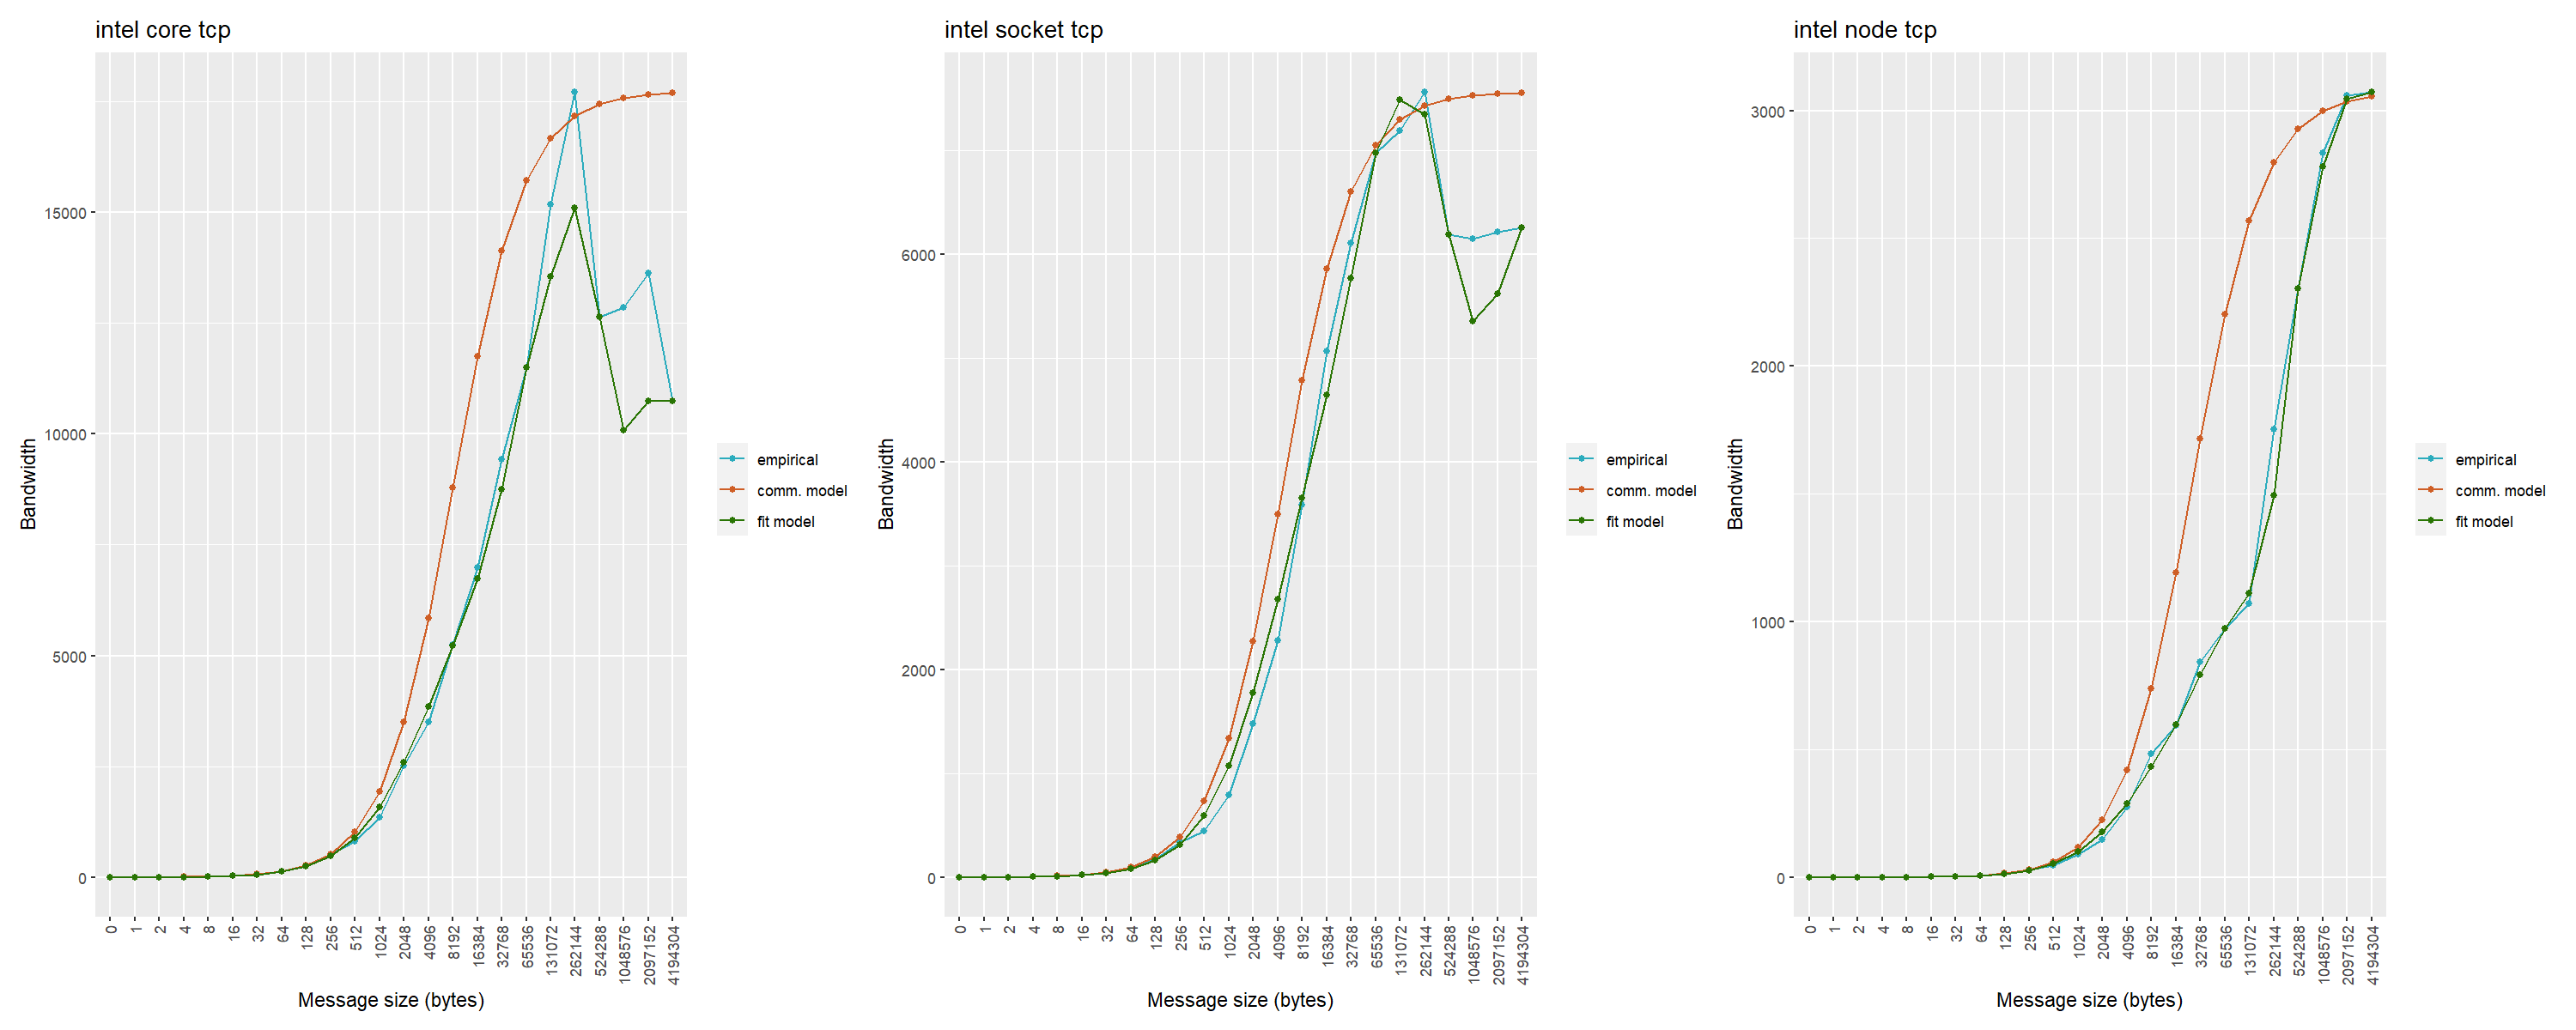 intel core tcp
15000
10000
5000
0
Bandwidth
0 1 2 4 8 16 32 64 128 256 512 1024 2048 4096 8192 16384 32768 65536 131072 262144 524288 1048576 2097152 4194304
Message size (bytes)
empirical
comm. model
fit model
intel socket tcp
6000
4000
2000
0
Bandwidth
0 1 2 4 8 16 32 64 128 256 512 1024 2048 4096 8192 16384 32768 65536 131072 262144 524288 1048576 2097152 4194304
Message size (bytes)
empirical
comm. model
fit model
intel node tcp
3000
2000
1000
0
Bandwidth
0 1 2 4 8 16 32 64 128 256 512 1024 2048 4096 8192 16384 32768 65536 131072 262144 524288 1048576 2097152 4194304
Message size (bytes)
empirical
comm. model
fit model